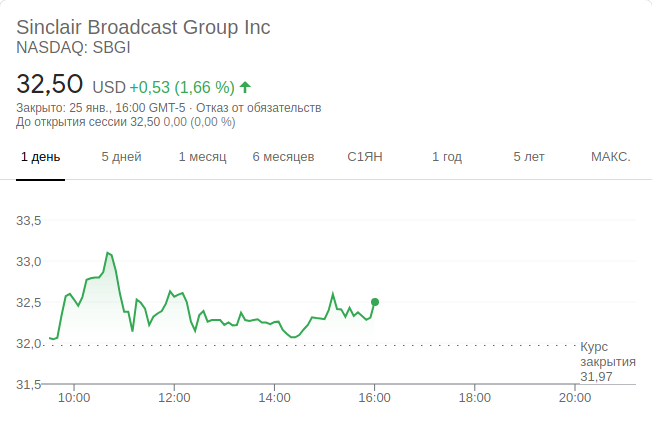 Sinclair Broadcast Group Inc
NASDAQ: SBGI
32,50 USD +0,53 (1,66 %)
Закрыто: 25 янв., 16:00 GMT-5 · Отказ от обязательств
До открытия сессии 32,50 0,00 (0,00 %)
1 день 5 дней 1 месяц 6 месяцев С1ЯН 1 год 5 лет МАКС.
33,5
33,0
32,5
32,0
Курс
закрытия
31,97
31,5
10:00 12:00 14:00 16:00 18:00 20:00